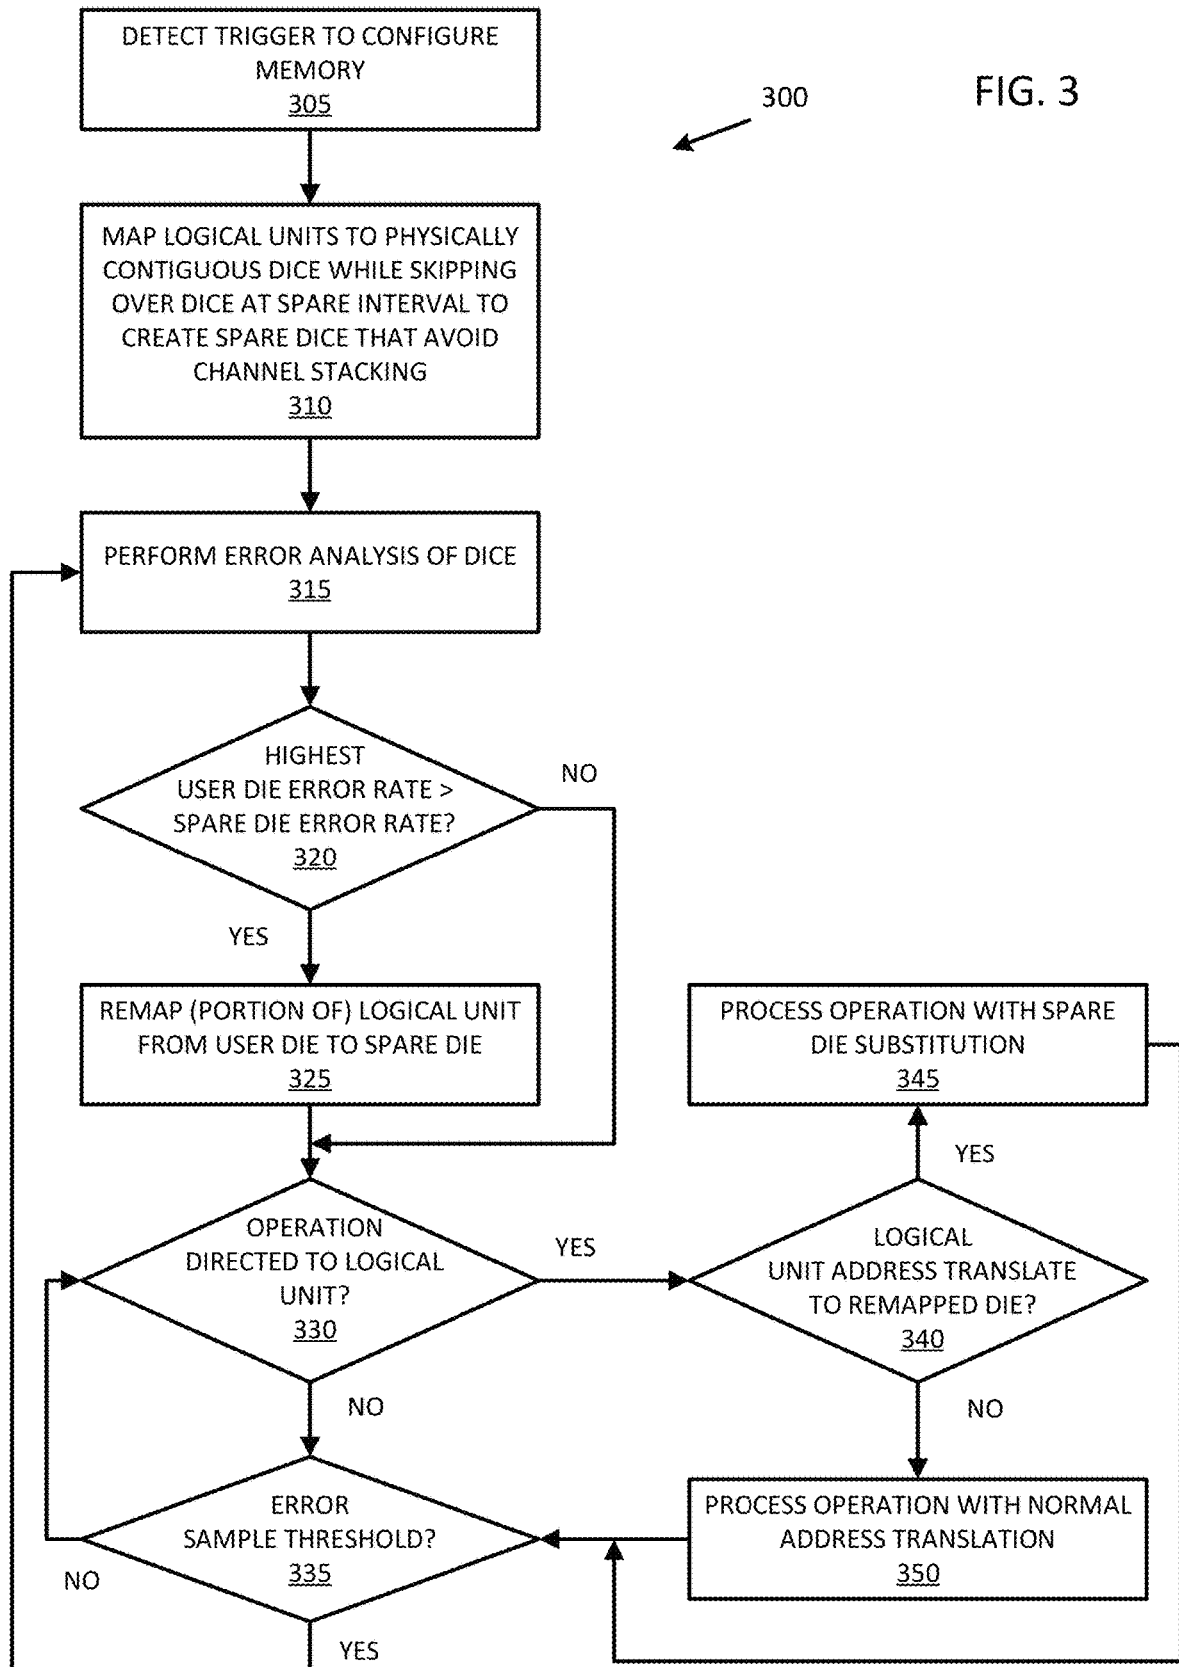 DETECT TRIGGER TO CONFIGURE
MEMORY
305
300
FIG. 3
MAP LOGICAL UNITS TO PHYSICALLY
CONTIGUOUS DICE WHILE SKIPPING
OVER DICE AT SPARE INTERVAL TO
CREATE SPARE DICE THAT AVOID
CHANNEL STACKING
310
PERFORM ERROR ANALYSIS OF DICE
315
HIGHEST
USER DIE ERROR RATE >
SPARE DIE ERROR RATE?
320
NO
YES
REMAP (PORTION OF) LOGICAL UNIT
FROM USER DIE TO SPARE DIE
325
PROCESS OPERATION WITH SPARE
DIE SUBSTITUTION
345
YES
OPERATION
DIRECTED TO LOGICAL
UNIT?
330
YES
LOGICAL
UNIT ADDRESS TRANSLATE
TO REMAPPED DIE?
340
NO
NO
ERROR
SAMPLE THRESHOLD?
335
NO
YES
PROCESS OPERATION WITH NORMAL
ADDRESS TRANSLATION
350